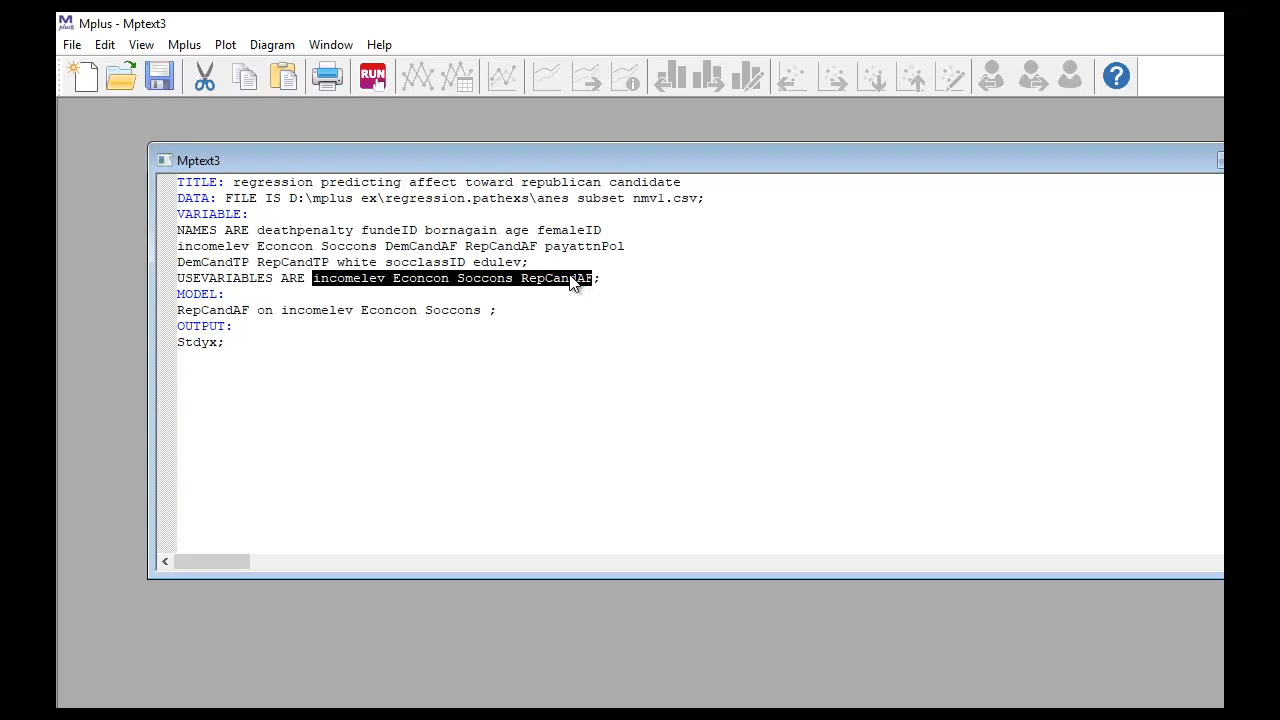 Mplus - Mptext3
File Edit View Mplus Plot Diagram Window Help
RUN
Mptext3
TITLE: regression predicting affect toward republican candidate
DATA: FILE IS D:\mplus ex\regression.pathexs\anes subset nmv1.csv;
VARIABLE:
NAMES ARE deathpenalty fundeID bornagain age femaleID
incomelev Econcon Soccons DemCandAF RepCandAF payattnPol
DemCandTP RepCandTP white socclassID edulev;
USEVARIABLES ARE incomelev Econcon Soccons RepCandAF;
MODEL:
RepCandAF on incomelev Econcon Soccons ;
OUTPUT:
Stdyx;